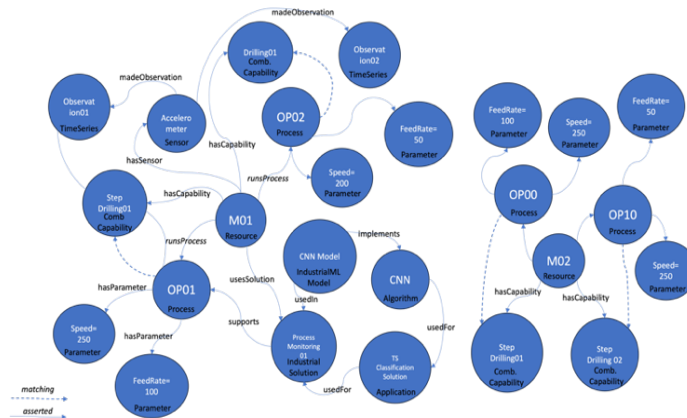 madeObservation
Drilling01
Comb.
Capability
Observat
ion02
TimeSeries
madeObservation
Observat
ion01
TimeSeries
Accelero
meter
Sensor
OP02
Process
FeedRate=
50
Parameter
hasSensor
hasCapability
runsProcess
Speed=
200
Parameter
hasCapability
Step
Drilling01
Comb
Capability
M01
Resource
runsProcess
Implements
CNN Model
IndustrialML
Model
CNN
Algorithm
OP01
Process
usesSolution
usedIn
hasParameter
Speed=
250
Parameter
hasParameter
supports
Process
Monitoring
01
Industrial
Solution
usedFor
TS
Classification
Solution
Application
usedFor
FeedRate=
100
Parameter
matching
asserted
FeedRate=
100
Parameter
Speed=
250
Parameter
FeedRate=
50
Parameter
OP00
Process
OP10
Process
M02
Resource
Speed=
250
Parameter
hasCapability
hasCapability
Step
Drilling01
Comb.
Capability
Step
Drilling 02
Comb.
Capability